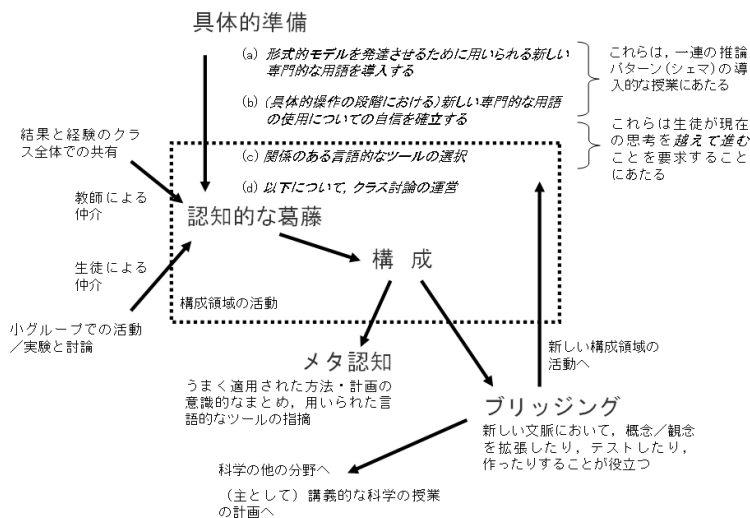 具体的準備
(a) 形式的モデルを発達させるために用いられる新しい
専門的な用語を導入する
(b) (具体的操作の段階における)新しい専門的な用語
の使用についての自信を確立する
これらは，一連の推論
パターン(シェマ)の導
入的な授業にあたる
これらは生徒が現在
の思考を越えて進む
ことを要求すること
にあたる
(c) 関係のある言語的なツールの選択
(d) 以下について，クラス討論の運営
結果と経験のクラ
ス全体での共有
教師による
仲介
認知的な葛藤
生徒による
仲介
構 成
構成領域の活動
小グループでの活動
／実験と討論
新しい構成領域の
活動へ
メタ認知
うまく適用された方法・計画の
意識的なまとめ，用いられた言
語的なツールの指摘
ブリッジング
新しい文脈において，概念／観念
を拡張したり，テストしたり，
作ったりすることが役立つ
科学の他の分野へ
（主として）講義的な科学の授業
の計画へ